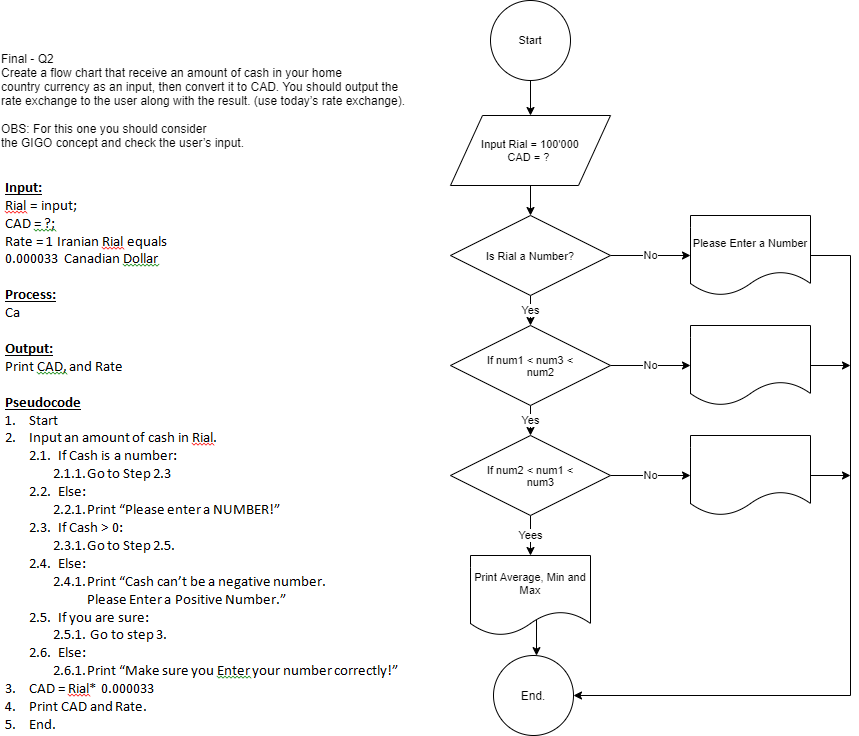 Final - Q2
Create a flow chart that receive an amount of cash in your home
country currency as an input, then convert it to CAD. You should output the
rate exchange to the user along with the result. (use today's rate exchange).
OBS: For this one you should consider
the GIGO concept and check the user's input.
Input:
Rial = input;
CAD = ?;
Rate = 1 Iranian Rial equals
0.000033 Canadian Dollar
Process:
Ca
Output:
Print CAD, and Rate
Pseudocode
1. Start
2. Input an amount of cash in Rial.
2.1. If Cash is a number:
2.1.1. Go to Step 2.3
2.2. Else:
2.2.1. Print “Please enter a NUMBER!”
2.3. If Cash > 0:
2.3.1. Go to Step 2.5.
2.4. Else:
2.4.1. Print “Cash can’t be a negative number.
Please Enter a Positive Number.”
2.5. If you are sure:
2.5.1. Go to step 3.
2.6. Else:
2.6.1. Print “Make sure you Enter your number correctly!”
3. CAD = Rial* 0.000033
4. Print CAD and Rate.
5. End.
Start
Input Rial = 100'000
CAD = ?
Is Rial a Number?
No
Please Enter a Number
Yes
If num1 < num3 <
num2
No
Yes
If num2 < num1 <
num3
No
Yees
Print Average, Min and
Max
End.